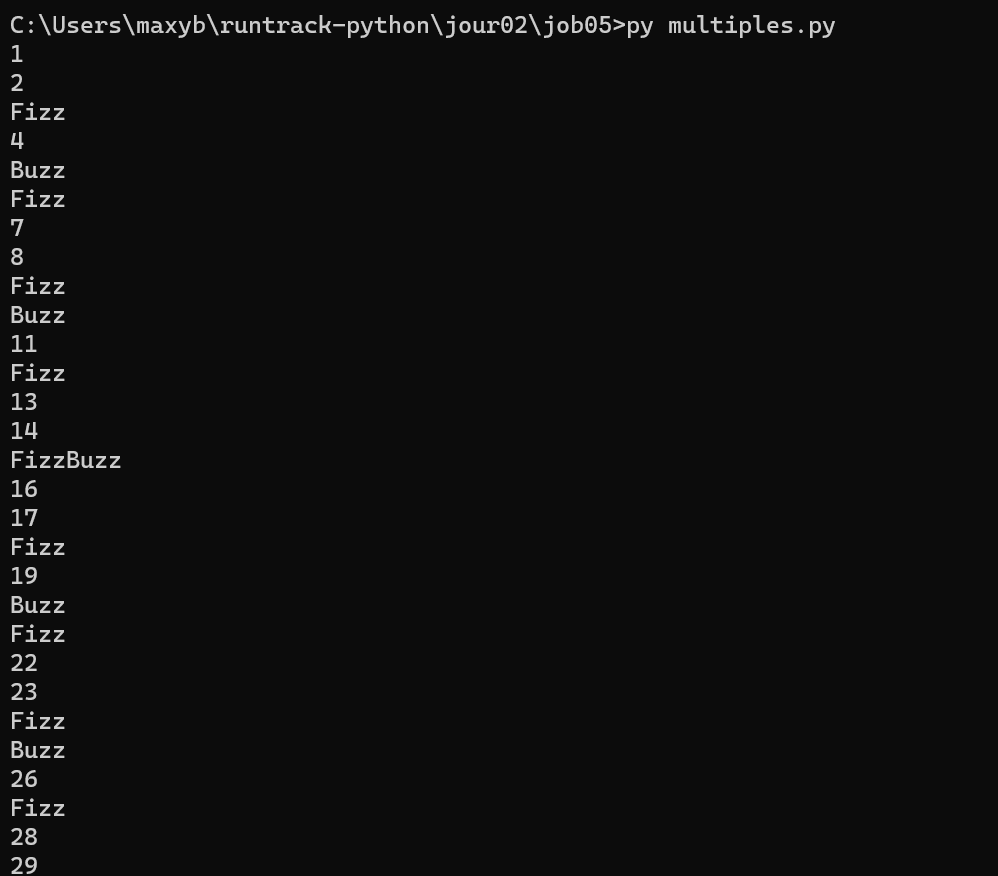 C:\Users\maxyb\runtrack-python\jour02\job05>py multiples.py
1
2
Fizz
4
Buzz
Fizz
7
8
Fizz
Buzz
11
Fizz
13
14
FizzBuzz
16
17
Fizz
19
Buzz
Fizz
22
23
Fizz
Buzz
26
Fizz
28
29